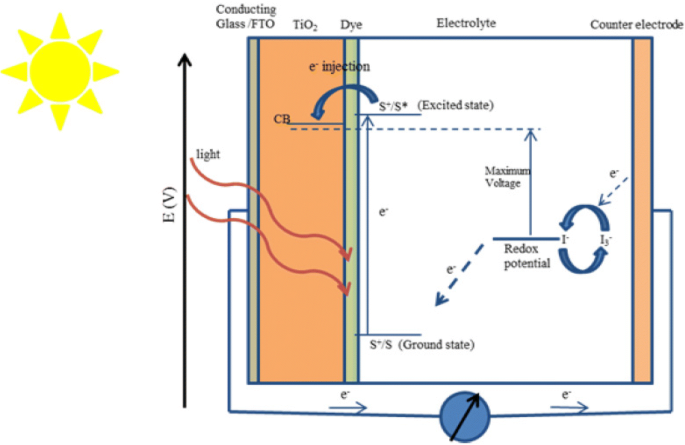 Conducting
Glass /FTO TiO₂ Dye Electrolyte Counter electrode
e⁻ injection
S⁺/S* (Excited state)
CB
light
Maximum
Voltage
e⁻
E (V)
e⁻
I⁻ I₃⁻
Redox
potential
e⁻
S⁺/S (Ground state)
e⁻ e⁻